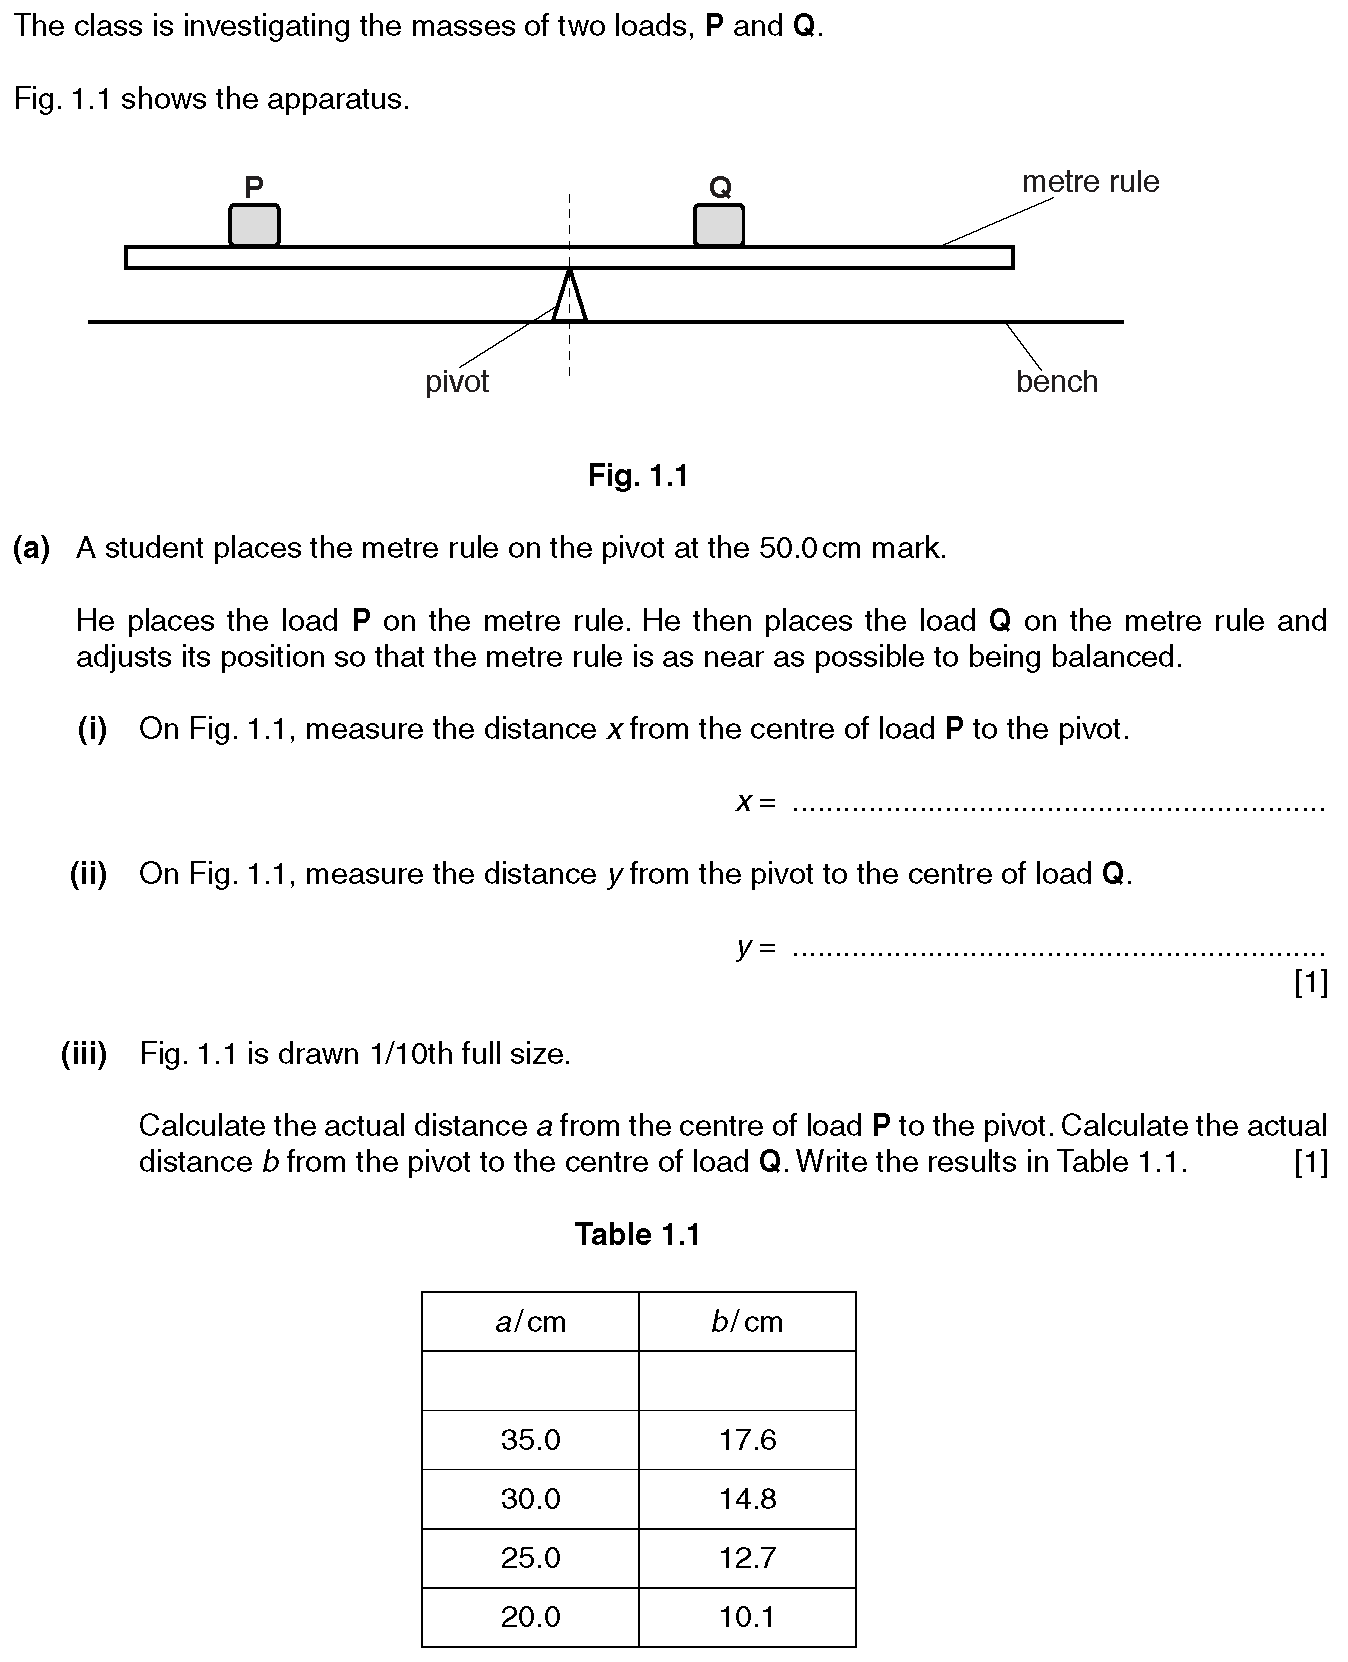 The class is investigating the masses of two loads, P and Q.
Fig. 1.1 shows the apparatus.
P
Q
metre rule
pivot
bench
Fig. 1.1
(a) A student places the metre rule on the pivot at the 50.0 cm mark.
He places the load P on the metre rule. He then places the load Q on the metre rule and
adjusts its position so that the metre rule is as near as possible to being balanced.
(i) On Fig. 1.1, measure the distance x from the centre of load P to the pivot.
x = ..............................................................
(ii) On Fig. 1.1, measure the distance y from the pivot to the centre of load Q.
y = ..............................................................
[1]
(iii) Fig. 1.1 is drawn 1/10th full size.
Calculate the actual distance a from the centre of load P to the pivot. Calculate the actual
distance b from the pivot to the centre of load Q. Write the results in Table 1.1. [1]
Table 1.1
a/cm b/cm
35.0 17.6
30.0 14.8
25.0 12.7
20.0 10.1